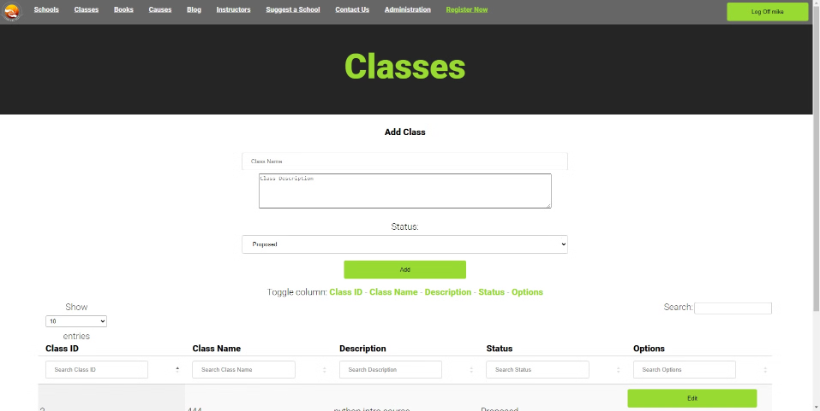 Schools Classes Books Causes Blog Instructors Suggest a School Contact Us Administration Register Now Log Off mike
Classes
Add Class
Class Name
Class Description
Status:
Proposed
Add
Toggle column: Class ID - Class Name - Description - Status - Options
Show
10
entries
Search:
Class ID Class Name Description Status Options
Search Class ID Search Class Name Search Description Search Status Search Options
Edit
444 python intro course Proposed